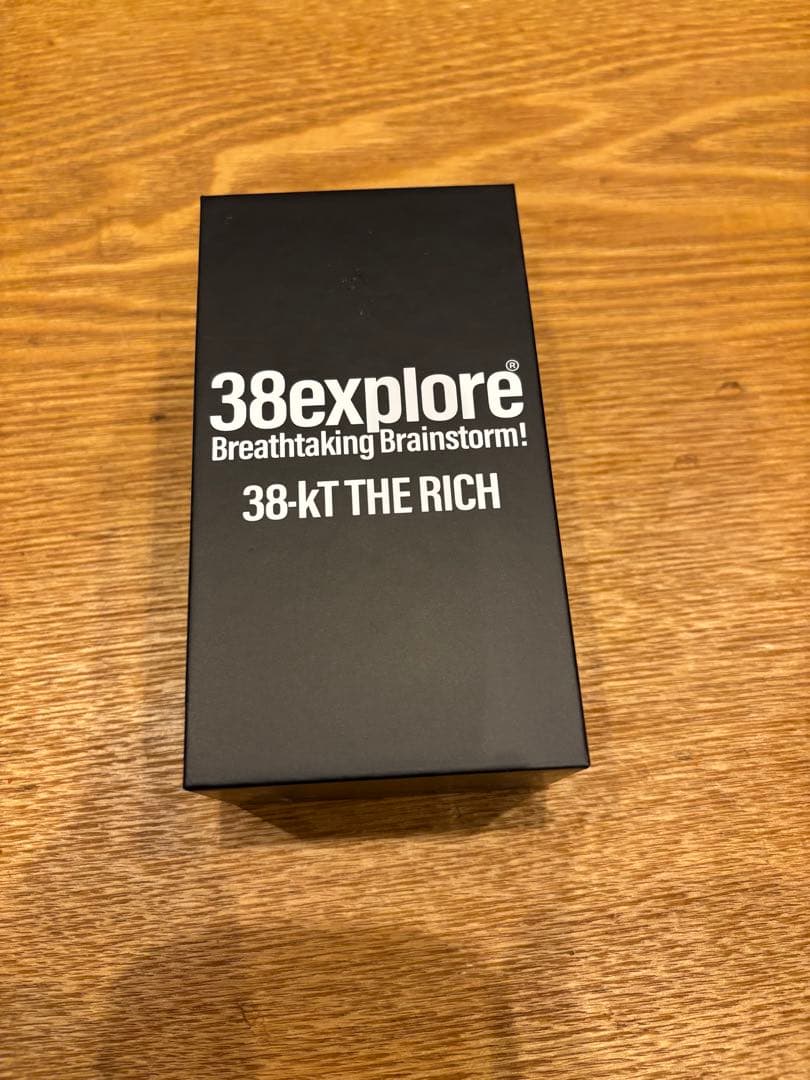 38explore®
Breathtaking Brainstorm!
38-kT THE RICH